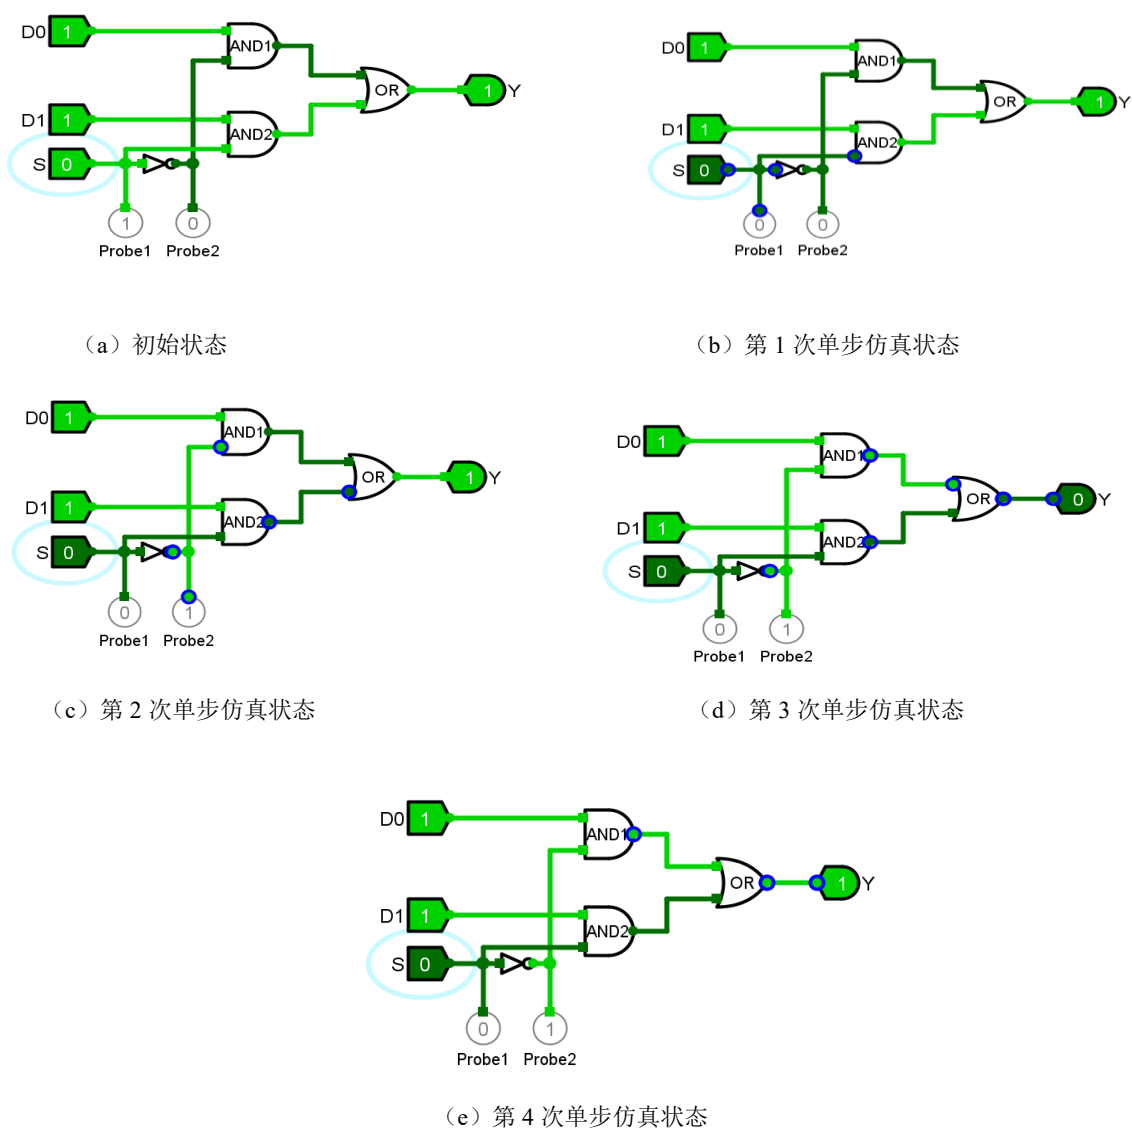 D0 1 AND1
OR 1 Y
D1 1 AND2
S 0
1 0
Probe1 Probe2
（a）初始状态
D0 1 AND1
OR 1 Y
D1 1 AND2
S 0
0 0
Probe1 Probe2
（b）第 1 次单步仿真状态
D0 1 AND1
OR 1 Y
D1 1 AND2
S 0
0 1
Probe1 Probe2
（c）第 2 次单步仿真状态
D0 1 AND1
OR 0 Y
D1 1 AND2
S 0
0 1
Probe1 Probe2
（d）第 3 次单步仿真状态
D0 1 AND1
OR 1 Y
D1 1 AND2
S 0
0 1
Probe1 Probe2
（e）第 4 次单步仿真状态